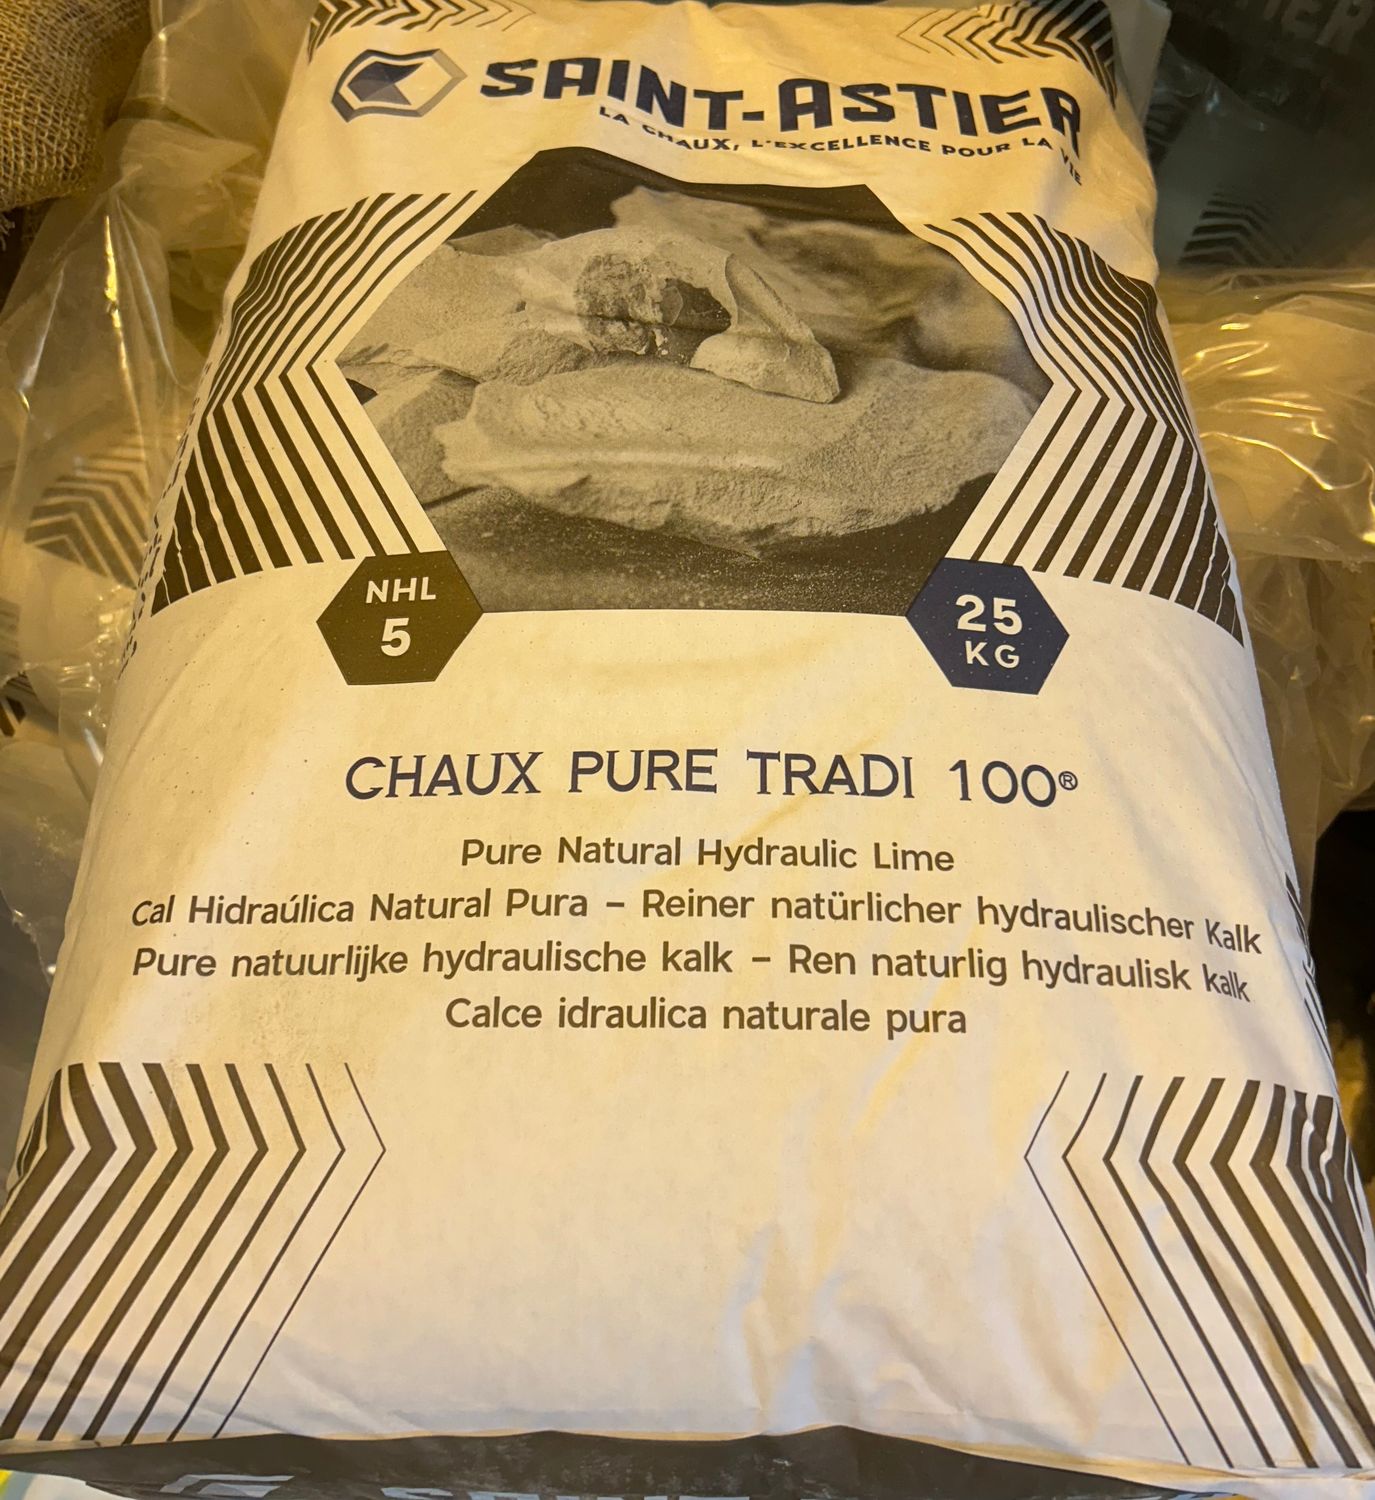 SAINT-ASTIER
LA CHAUX, L'EXCELLENCE POUR LA VIE
NHL
5
25
KG
CHAUX PURE TRADI 100®
Pure Natural Hydraulic Lime
Cal Hidraúlica Natural Pura – Reiner natürlicher hydraulischer Kalk
Pure natuurlijke hydraulische kalk – Ren naturlig hydraulisk kalk
Calce idraulica naturale pura